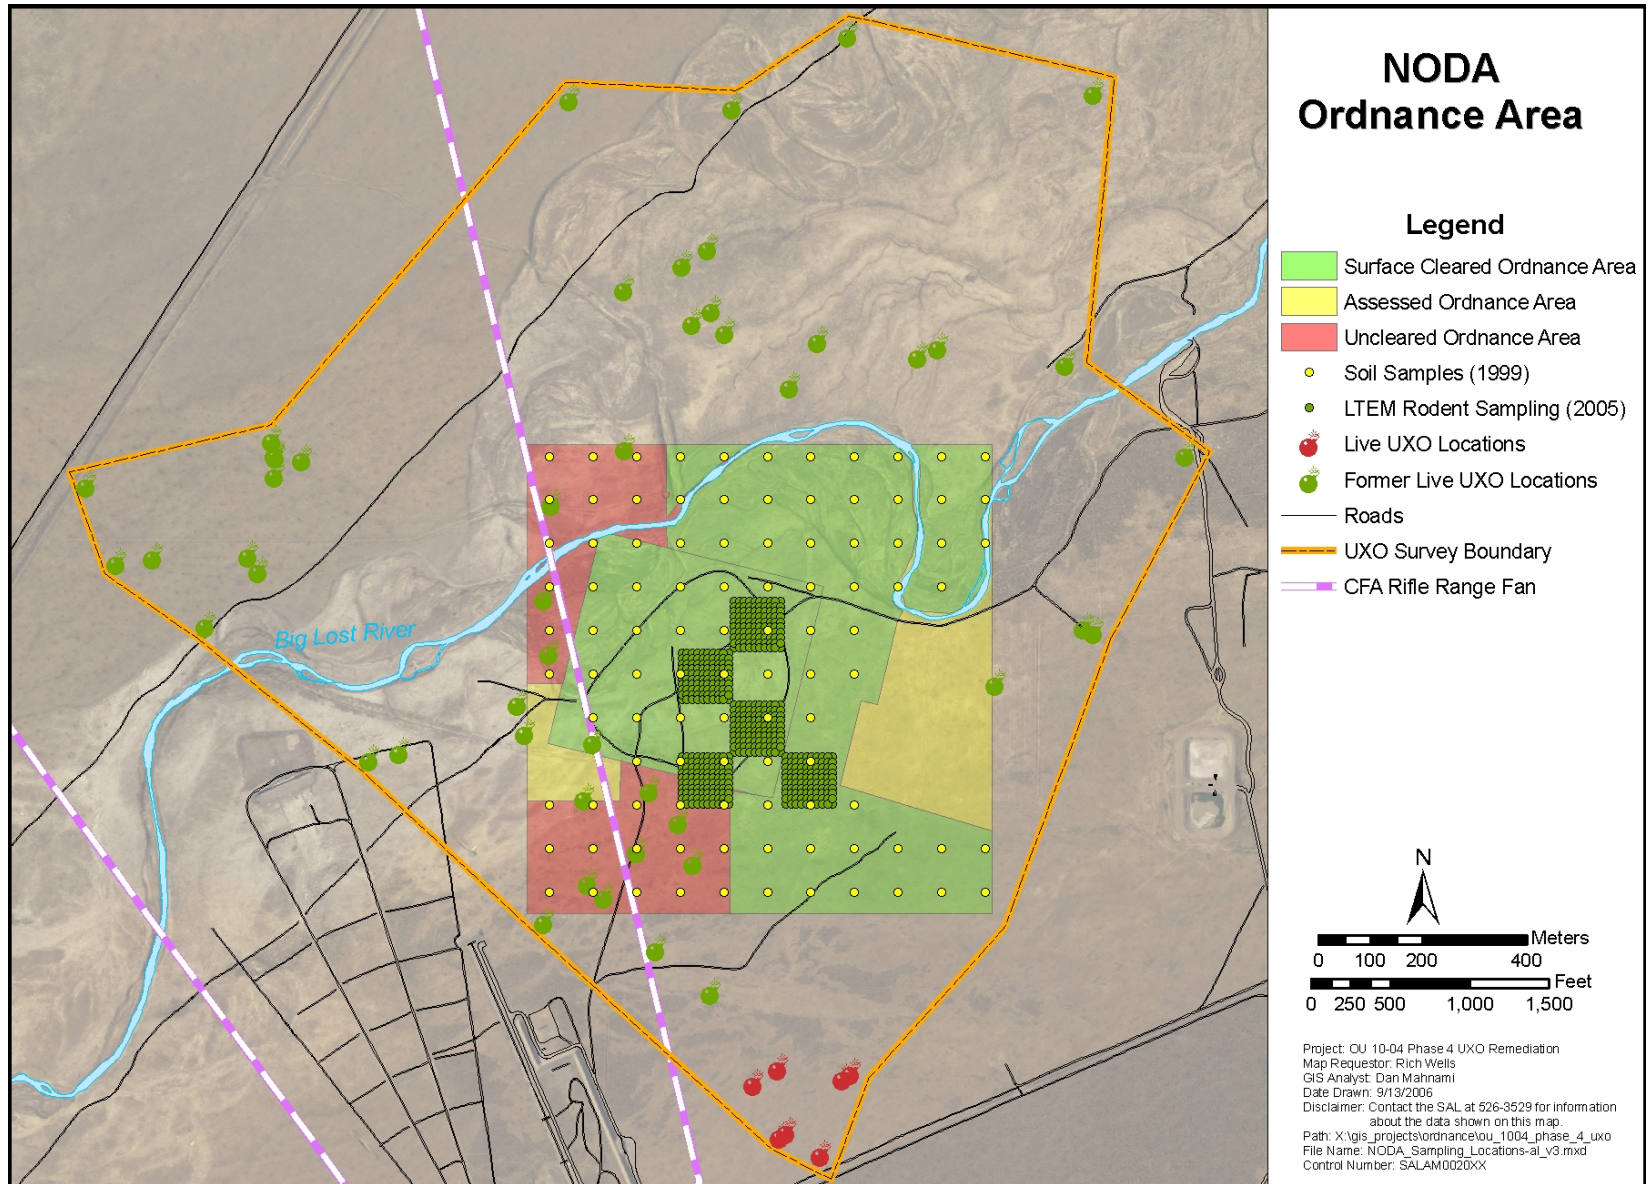 NODA
Ordnance Area
Legend
Surface Cleared Ordnance Area
Assessed Ordnance Area
Uncleared Ordnance Area
Soil Samples (1999)
LTEM Rodent Sampling (2005)
Live UXO Locations
Former Live UXO Locations
Roads
UXO Survey Boundary
CFA Rifle Range Fan
Big Lost River
N
Meters
0 100 200 400
Feet
0 250 500 1,000 1,500
Project: OU 10-04 Phase 4 UXO Remediation
Map Requestor: Rich Wells
GIS Analyst: Dan Mahnami
Date Drawn: 9/13/2006
Disclaimer: Contact the SAL at 526-3529 for information
about the data shown on this map.
Path: X:\gis_projects\ordnance\ou_1004_phase_4_uxo
File Name: NODA_Sampling_Locations-al_v3.mxd
Control Number: SALAM0020XX